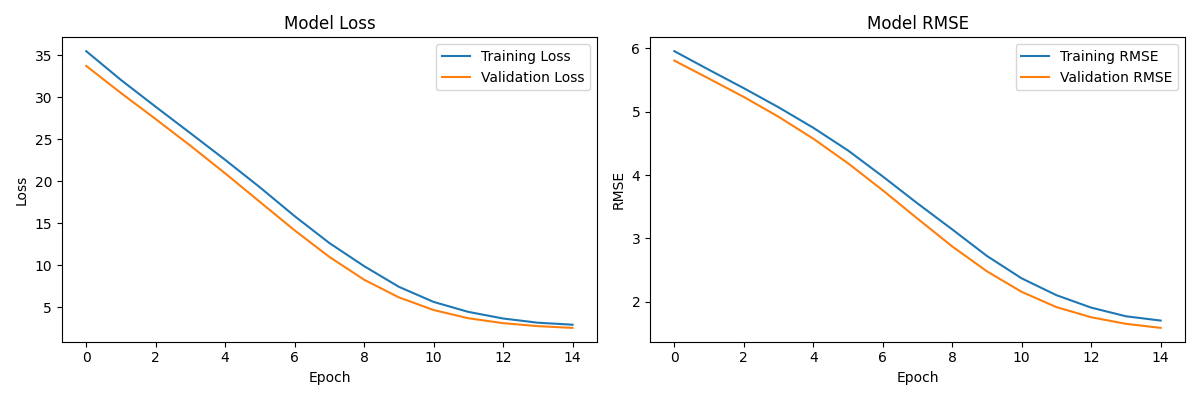 Model Loss
35
30
25
20
15
10
5
Loss
0 2 4 6 8 10 12 14
Epoch
Training Loss
Validation Loss
Model RMSE
6
5
4
3
2
RMSE
0 2 4 6 8 10 12 14
Epoch
Training RMSE
Validation RMSE